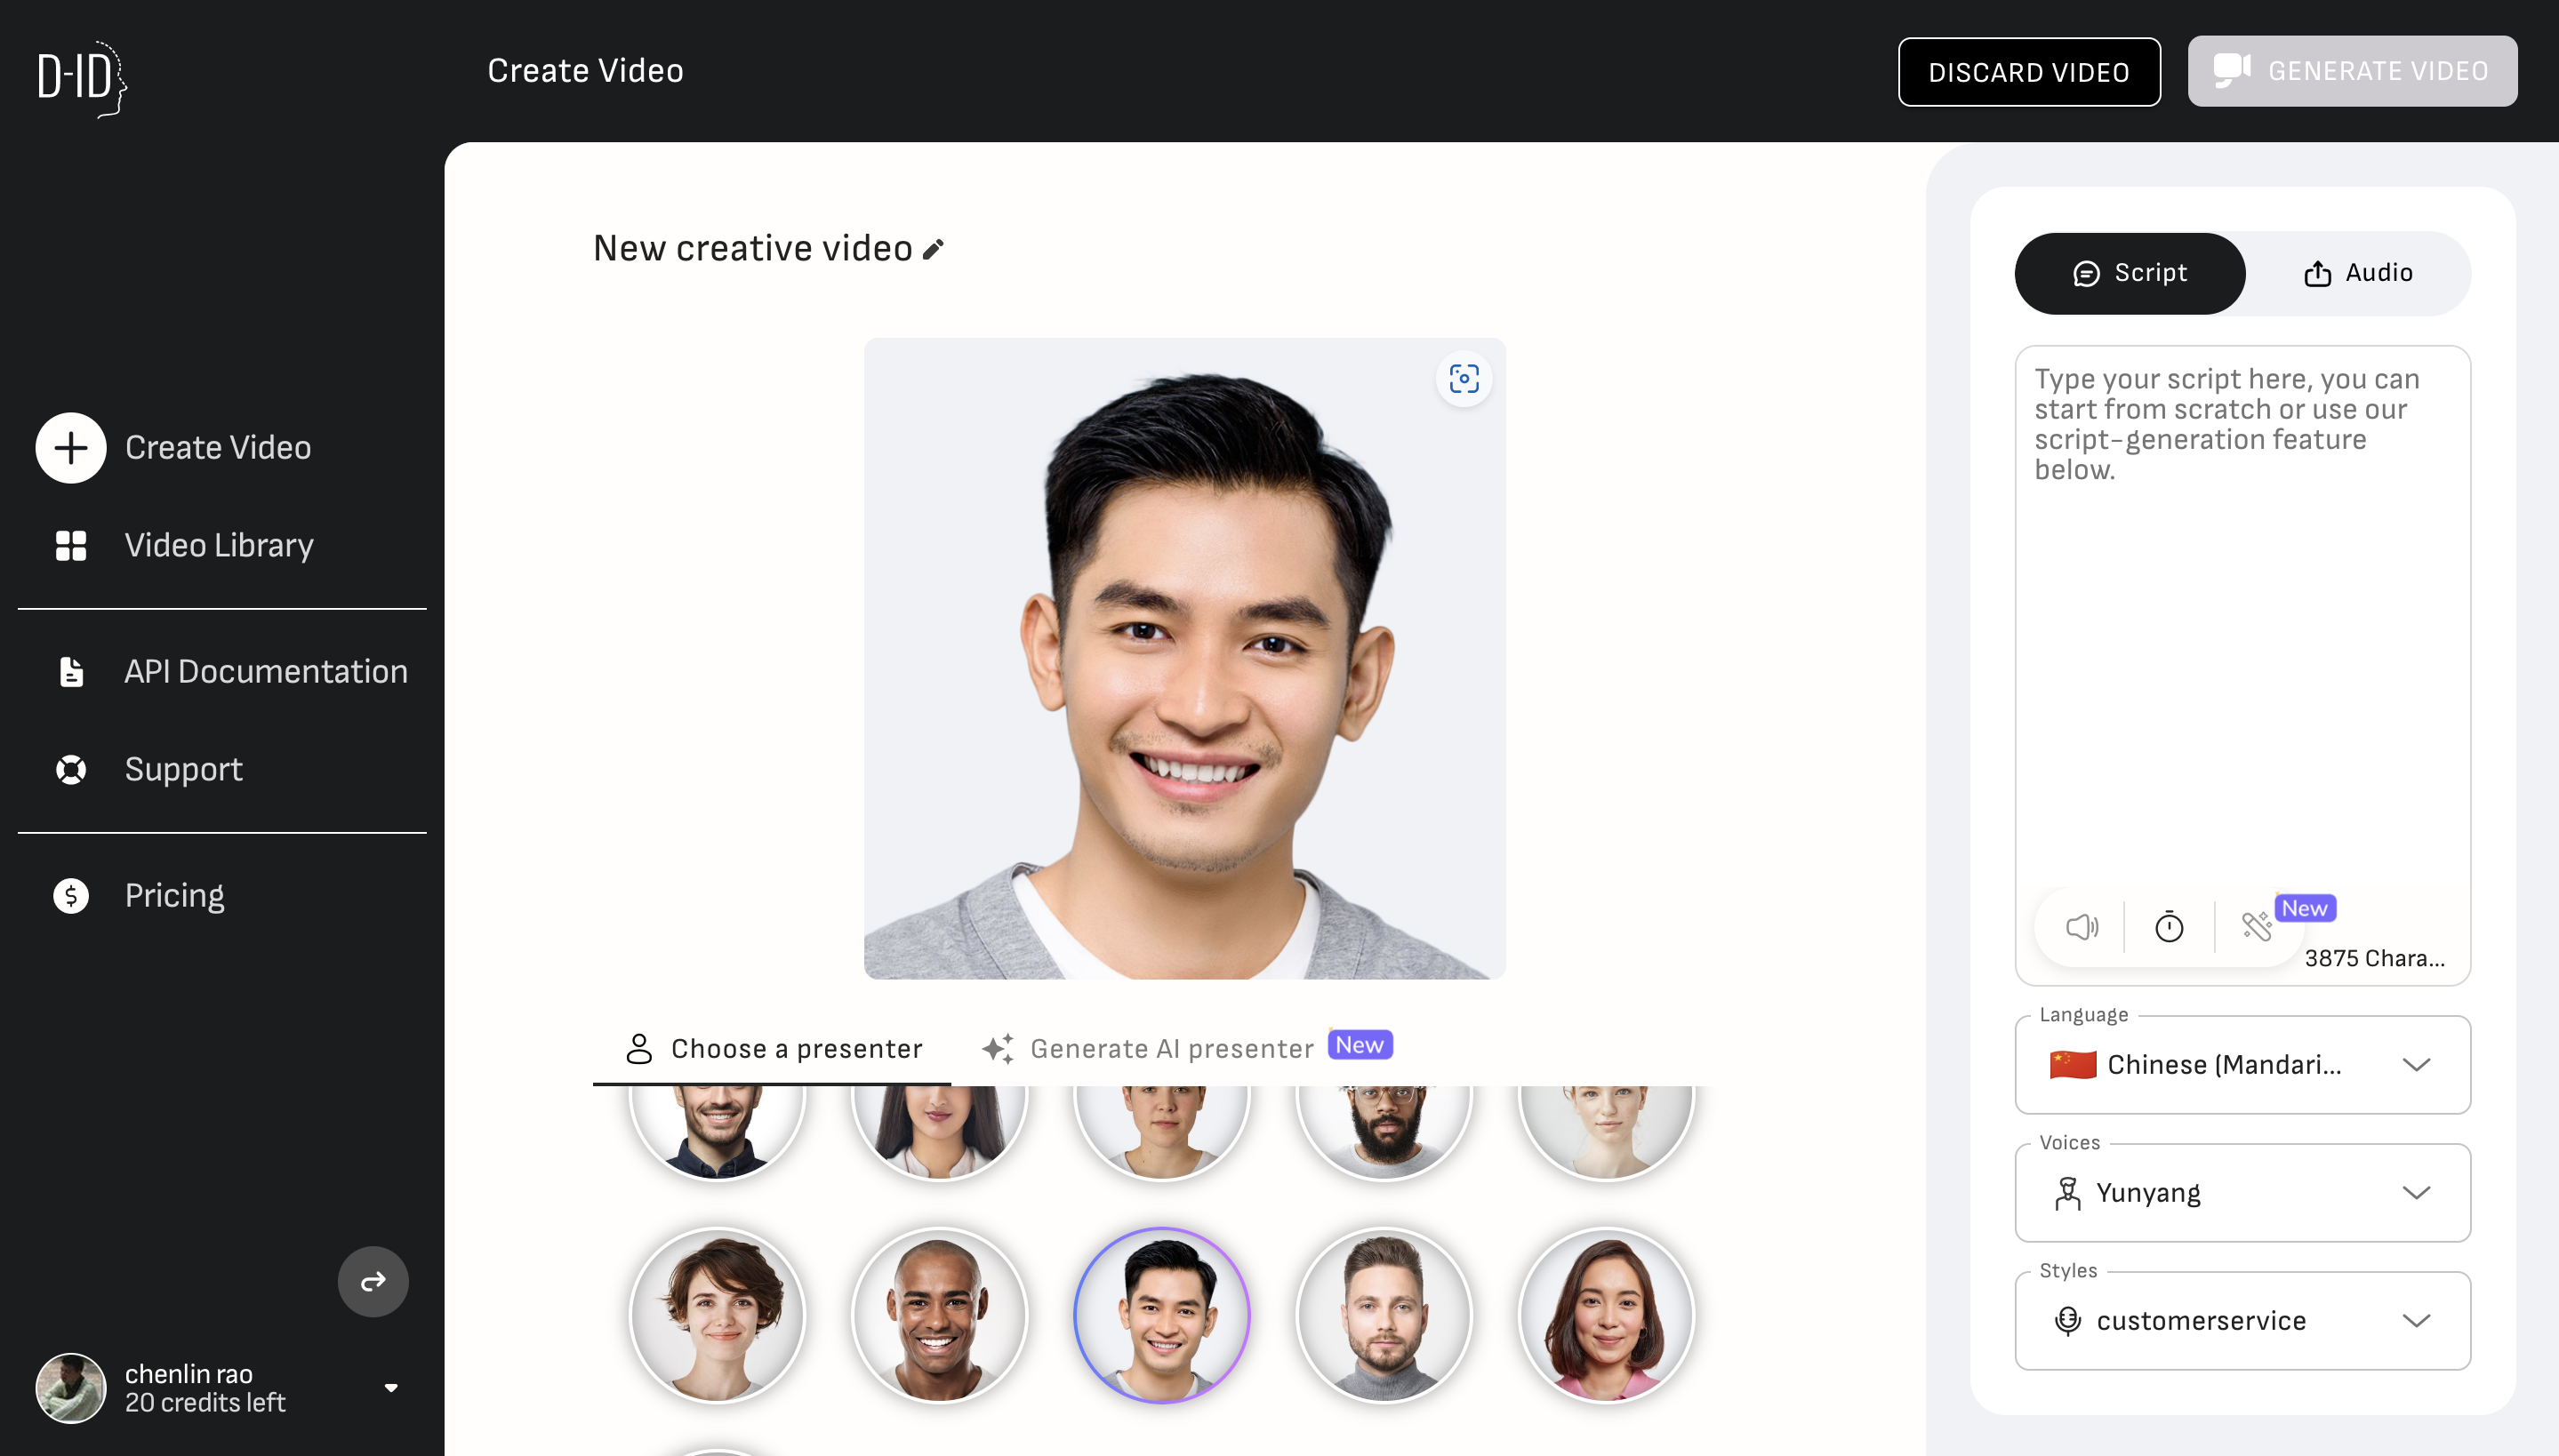 D-ID
Create Video
DISCARD VIDEO
GENERATE VIDEO
Create Video
Video Library
API Documentation
Support
Pricing
chenlin rao
20 credits left
New creative video
Choose a presenter
Generate AI presenter
New
Script
Audio
Type your script here, you can
start from scratch or use our
script-generation feature
below.
New
3875 Chara...
Language
Chinese (Mandari...
Voices
Yunyang
Styles
customerservice